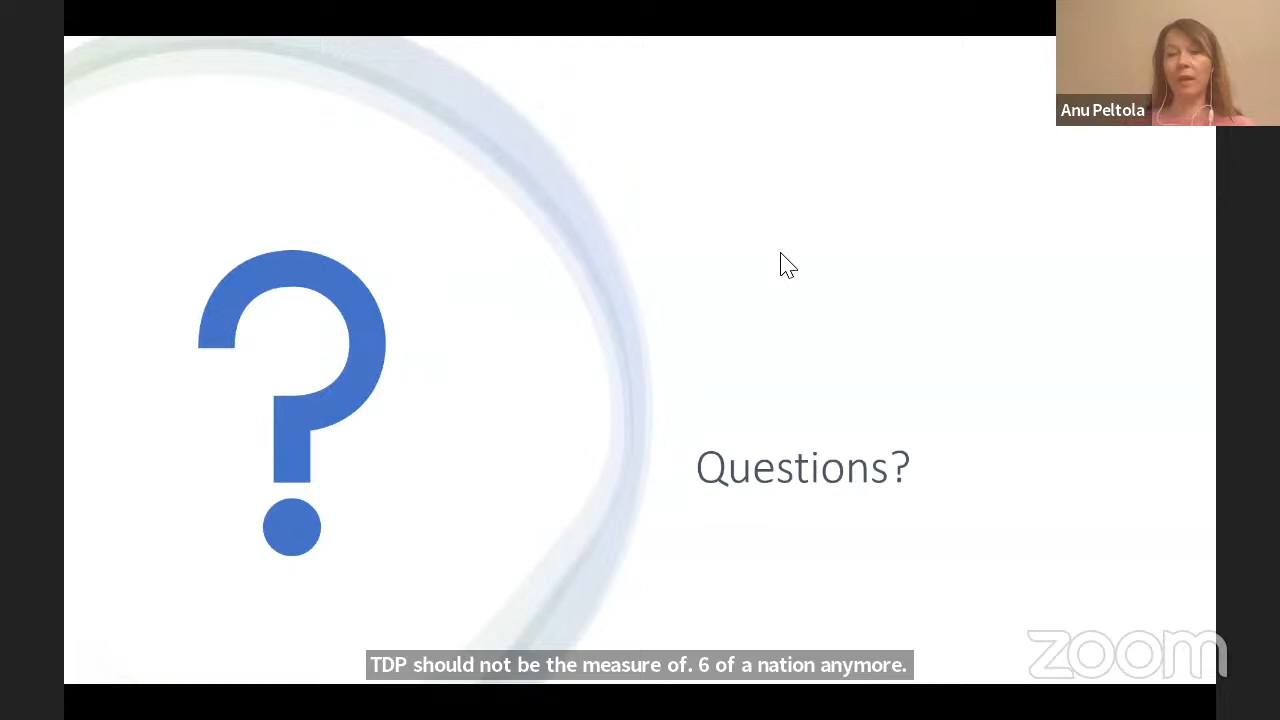 Anu Peltola
Questions?
TDP should not be the measure of. 6 of a nation anymore.
zoom